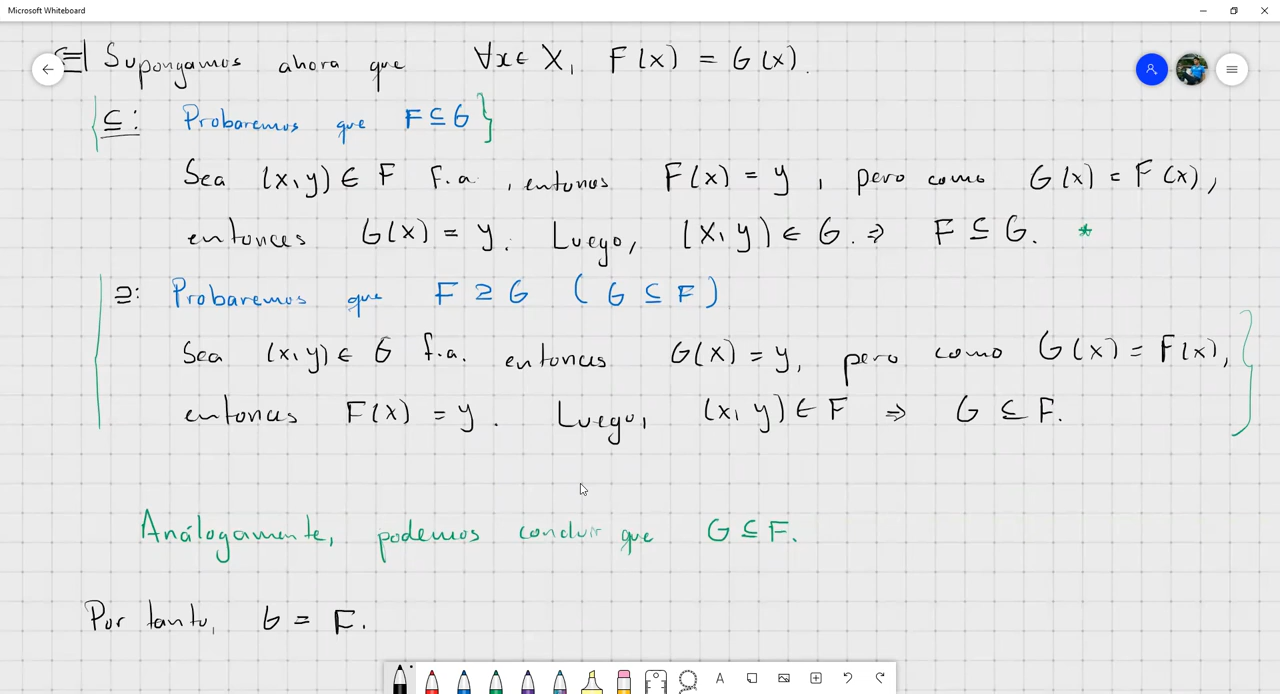 Microsoft Whiteboard
⇐| Supongamos ahora que ∀x∈ X, F(x) = G(x).
⊆: Probaremos que F⊆G
Sea (x,y)∈ F f.a. , entonces F(x) = y , pero como G(x) = F(x),
entonces G(x) = y. Luego, (x,y) ∈ G. ⇒ F ⊆ G. *
⊇: Probaremos que F ⊇ G ( G ⊆ F )
Sea (x,y)∈ G f.a. entonces G(x) = y, pero como G(x) = F(x),
entonces F(x) = y. Luego, (x,y)∈ F ⇒ G ⊆ F.
Análogamente, podemos concluir que G⊆F.
Por tanto, G = F.
A